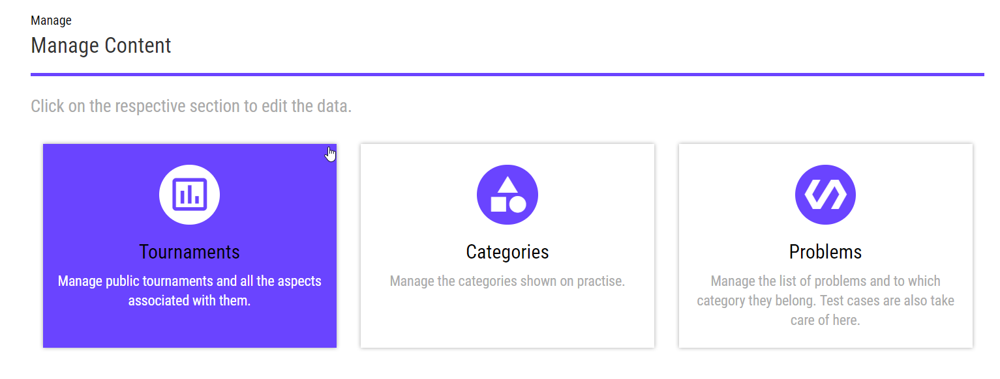 Manage
Manage Content
Click on the respective section to edit the data.
Tournaments
Manage public tournaments and all the aspects
associated with them.
Categories
Manage the categories shown on practise.
Problems
Manage the list of problems and to which
category they belong. Test cases are also take
care of here.